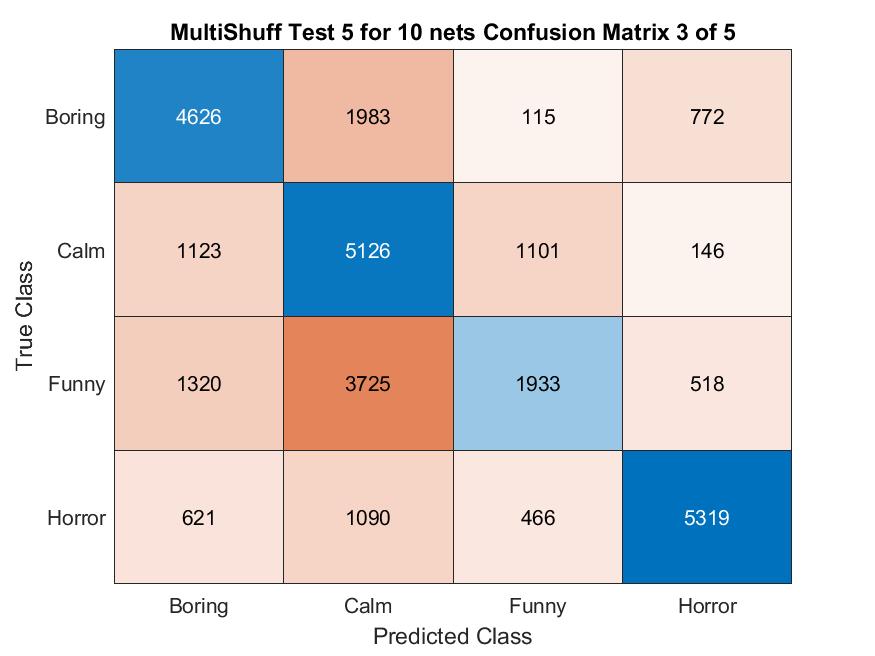 MultiShuff Test 5 for 10 nets Confusion Matrix 3 of 5
Boring 4626 1983 115 772
Calm 1123 5126 1101 146
Funny 1320 3725 1933 518
Horror 621 1090 466 5319
Boring Calm Funny Horror
Predicted Class
True Class